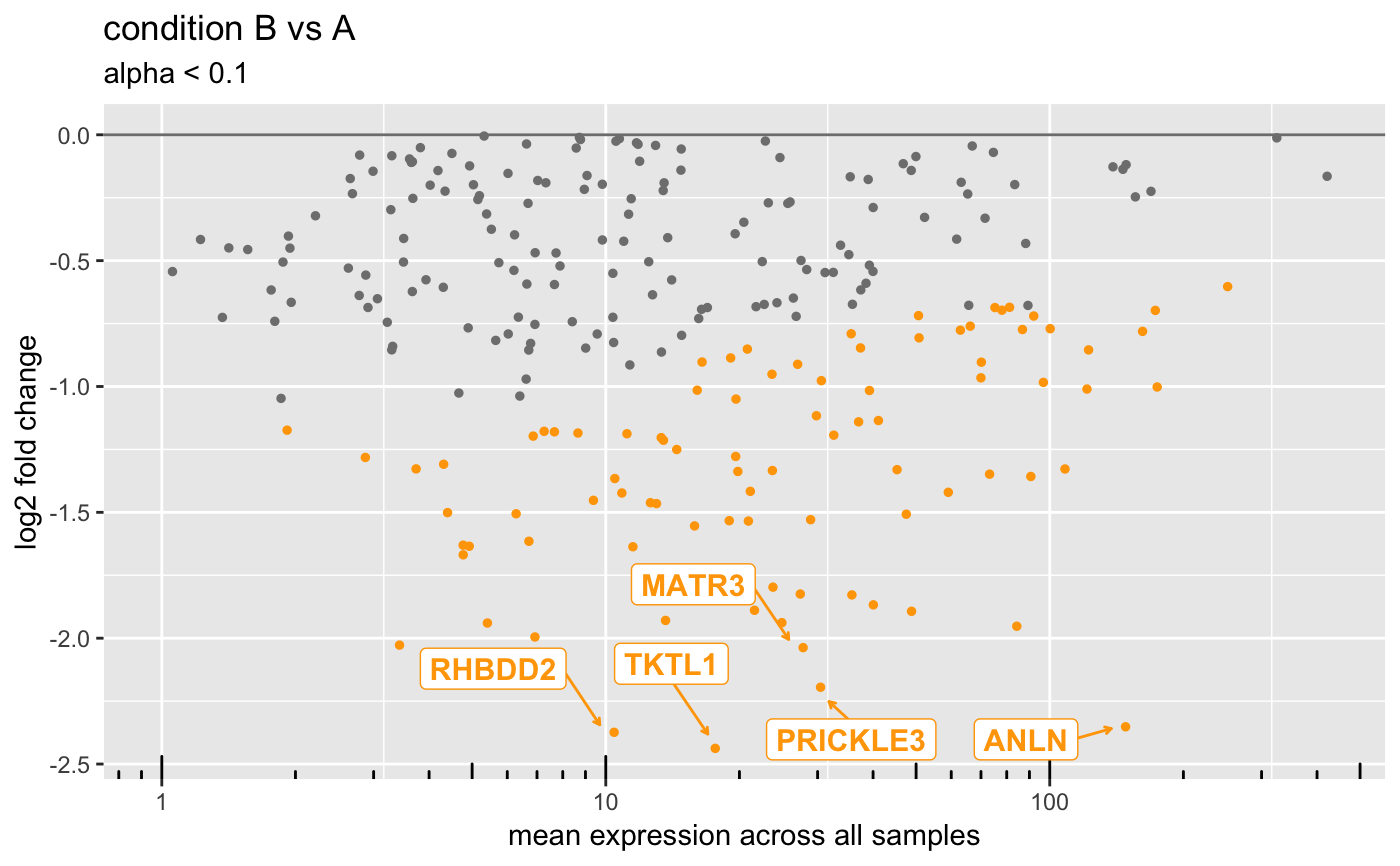 condition B vs A
alpha < 0.1
log2 fold change
0.0
-0.5
-1.0
-1.5
-2.0
-2.5
MATR3
RHBDD2
TKTL1
PRICKLE3
ANLN
1
10
100
mean expression across all samples